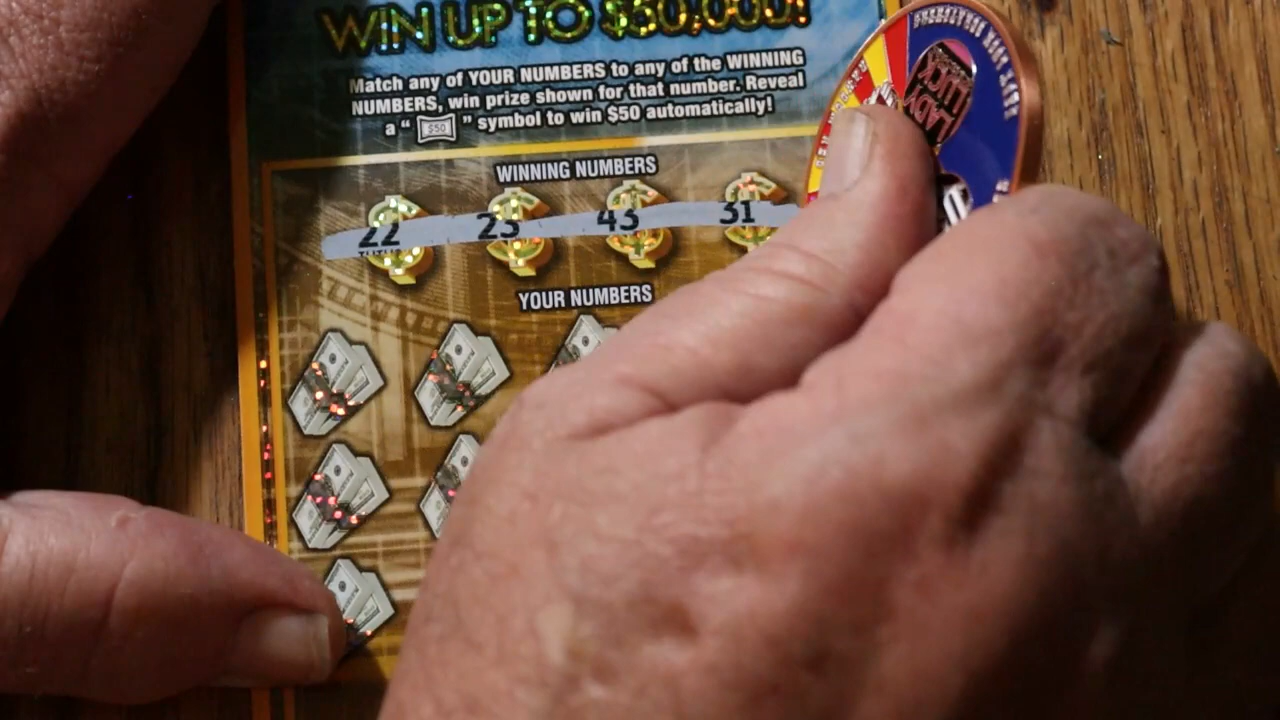 WIN UP TO $50,000!
Match any of YOUR NUMBERS to any of the WINNING
NUMBERS, win prize shown for that number. Reveal
a " $50 " symbol to win $50 automatically!
WINNING NUMBERS
22 23 43 31
YOUR NUMBERS
LADY
LUCK